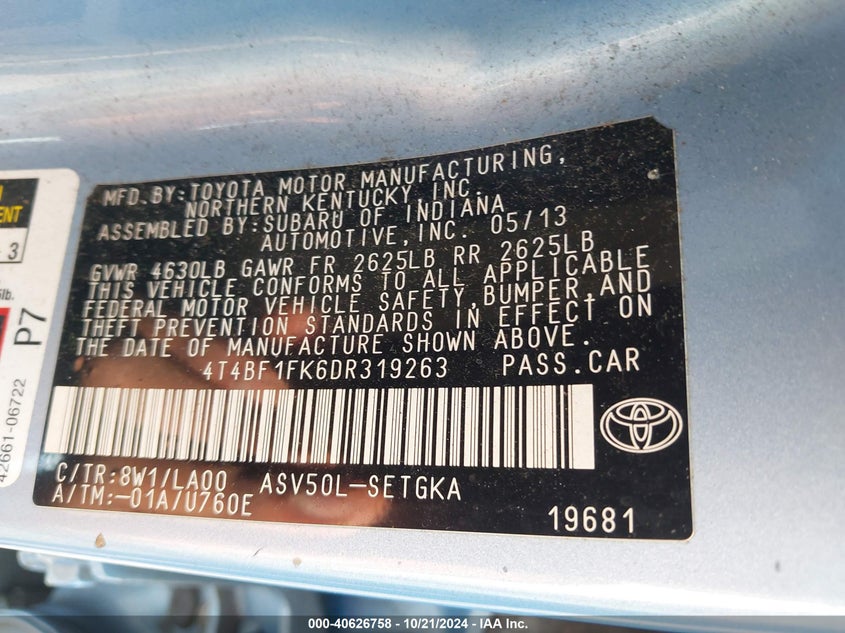 MFD.BY:TOYOTA MOTOR MANUFACTURING,
NORTHERN KENTUCKY INC.
ASSEMBLED BY:SUBARU OF INDIANA
AUTOMOTIVE,INC. 05/13
GVWR 4630LB GAWR FR 2625LB RR 2625LB
THIS VEHICLE CONFORMS TO ALL APPLICABLE
FEDERAL MOTOR VEHICLE SAFETY,BUMPER,AND
THEFT PREVENTION STANDARDS IN EFFECT ON
THE DATE OF MANUFACTURE SHOWN ABOVE.
4T4BF1FK6DR319263 PASS.CAR
C/TR:8W1/LA00 ASV50L-SETGKA
A/TM:-01A/U760E
19681
3
P7
42661-06722
000-40626758 - 10/21/2024 - IAA Inc.